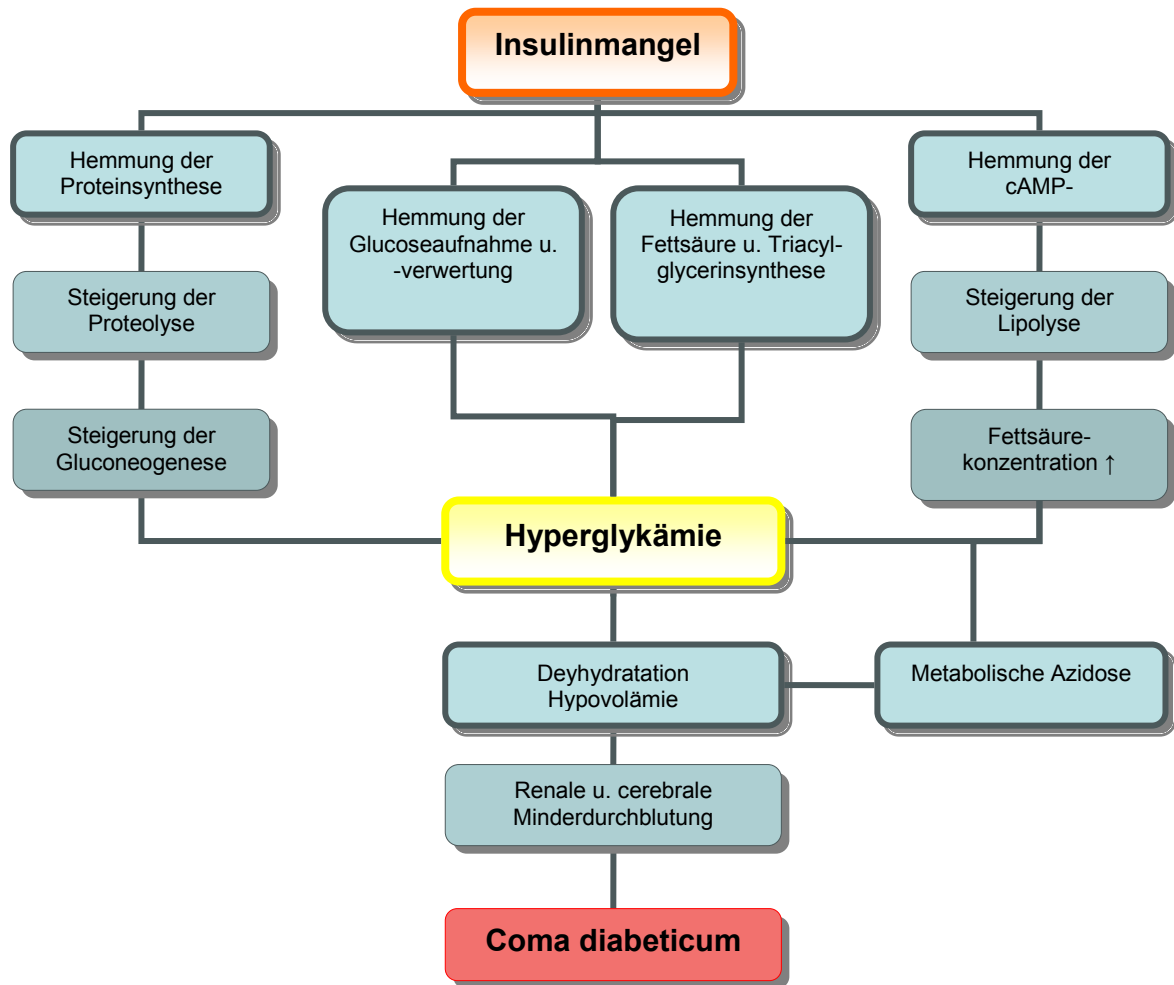 Insulinmangel
Hemmung der
Proteinsynthese
Hemmung der
Glucoseaufnahme u.
-verwertung
Hemmung der
Fettsäure u. Triacyl-
glycerinsynthese
Hemmung der
cAMP-
Steigerung der
Proteolyse
Steigerung der
Lipolyse
Steigerung der
Gluconeogenese
Fettsäure-
konzentration ↑
Hyperglykämie
Deyhydratation
Hypovolämie
Metabolische Azidose
Renale u. cerebrale
Minderdurchblutung
Coma diabeticum